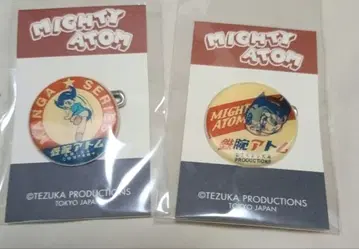 MIGHTY
ATOM
MANGA ★ SERIES
鉄腕アトム
©TEZUKA PRODUCTIONS
TOKYO JAPAN
MIGHTY
ATOM
MIGHTY
ATOM
鉄腕アトム
PRODUCTIONS
©TEZUKA PRODUCTIONS
TOKYO JAPAN